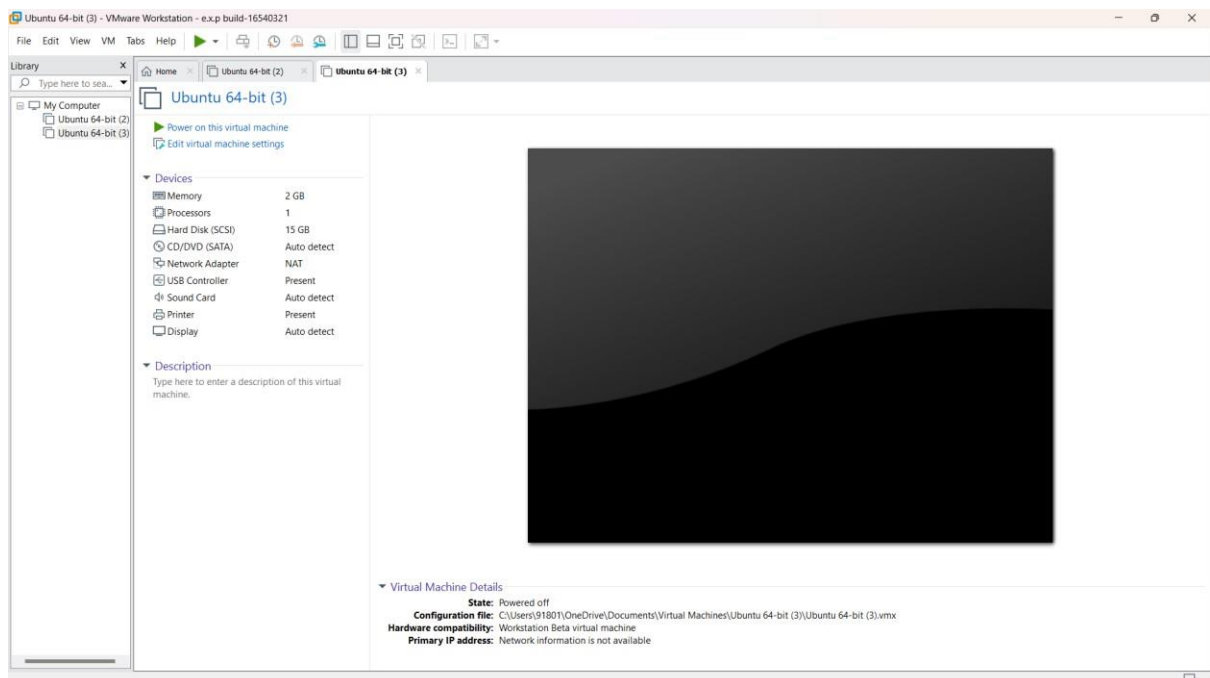 Ubuntu 64-bit (3) - VMware Workstation - e.x.p build-16540321
File Edit View VM Tabs Help
Library X
Type here to sea...
My Computer
Ubuntu 64-bit (2)
Ubuntu 64-bit (3)
Home Ubuntu 64-bit (2) Ubuntu 64-bit (3)
Ubuntu 64-bit (3)
Power on this virtual machine
Edit virtual machine settings
Devices
Memory 2 GB
Processors 1
Hard Disk (SCSI) 15 GB
CD/DVD (SATA) Auto detect
Network Adapter NAT
USB Controller Present
Sound Card Auto detect
Printer Present
Display Auto detect
Description
Type here to enter a description of this virtual
machine.
Virtual Machine Details
State: Powered off
Configuration file: C:\Users\91801\OneDrive\Documents\Virtual Machines\Ubuntu 64-bit (3)\Ubuntu 64-bit (3).vmx
Hardware compatibility: Workstation Beta virtual machine
Primary IP address: Network information is not available